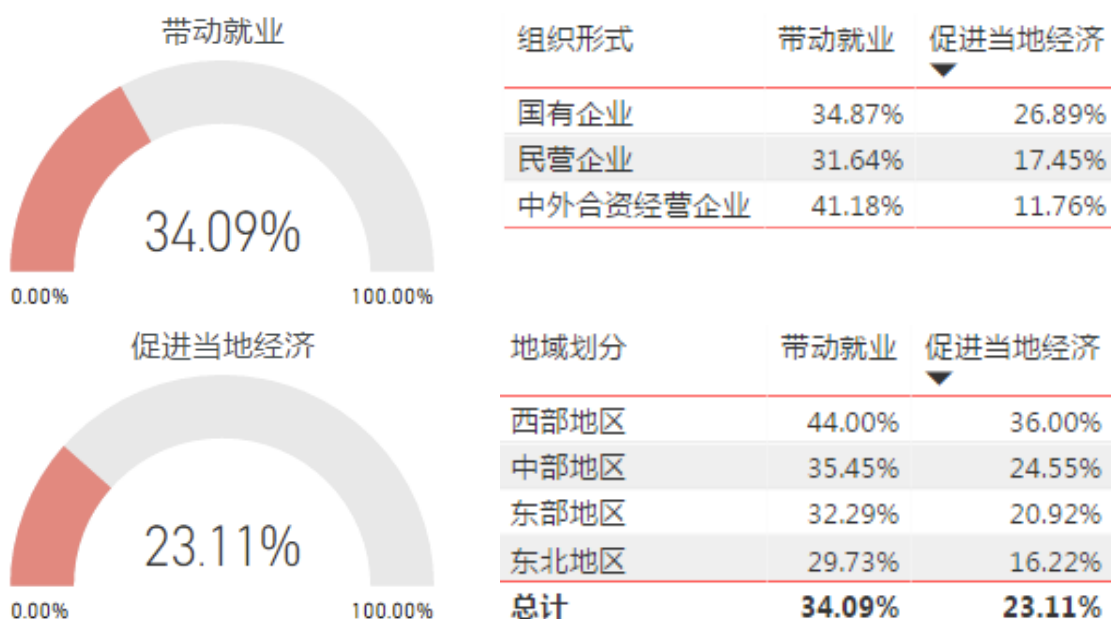 带动就业
34.09%
0.00% 100.00%
促进当地经济
23.11%
0.00% 100.00%
组织形式 带动就业 促进当地经济
国有企业 34.87% 26.89%
民营企业 31.64% 17.45%
中外合资经营企业 41.18% 11.76%
地域划分 带动就业 促进当地经济
西部地区 44.00% 36.00%
中部地区 35.45% 24.55%
东部地区 32.29% 20.92%
东北地区 29.73% 16.22%
总计 34.09% 23.11%